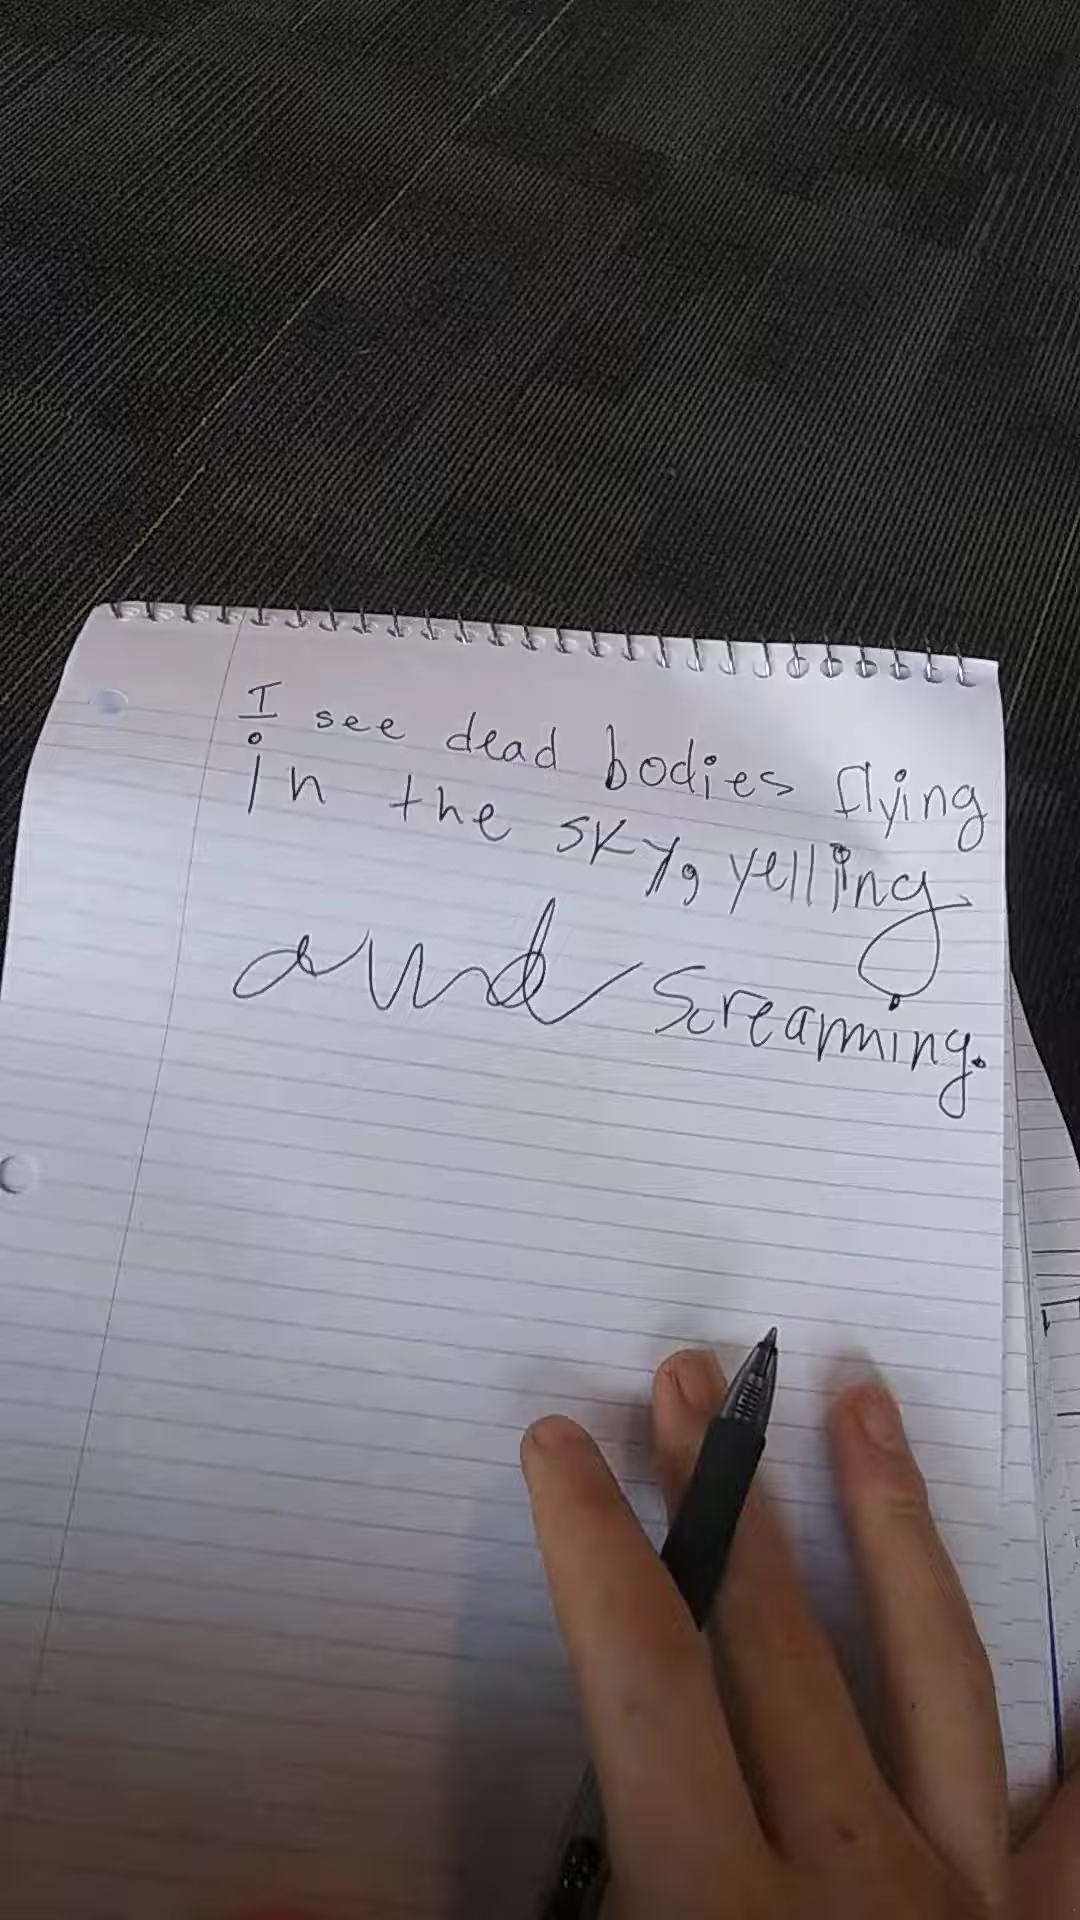 I see dead bodies flying
in the sky, yelling
and screaming.